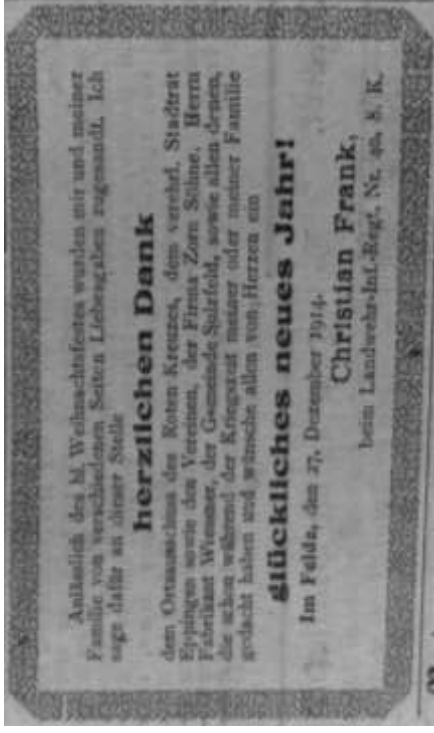 Anläßlich des hl. Weihnachtsfestes wurden mir und meiner
Familie von verschiedenen Seiten Liebesgaben zugesandt. Ich
sage dafür an dieser Stelle
herzlichen Dank
dem Ortsausschuss des Roten Kreuzes, dem verehrl. Stadtrat
Eppingen sowie den Vereinen, der Firma Zorn Söhne, Herrn
Fabrikant Wemmer, der Gemeinde Sulzfeld, sowie allen denen,
die schon während der Kriegszeit meiner oder meiner Familie
gedacht haben und wünsche allen von Herzen ein
glückliches neues Jahr!
Im Felde, den 27. Dezember 1914.
Christian Frank,
beim Landwehr-Inf.-Regt. Nr. 40, 8. K.